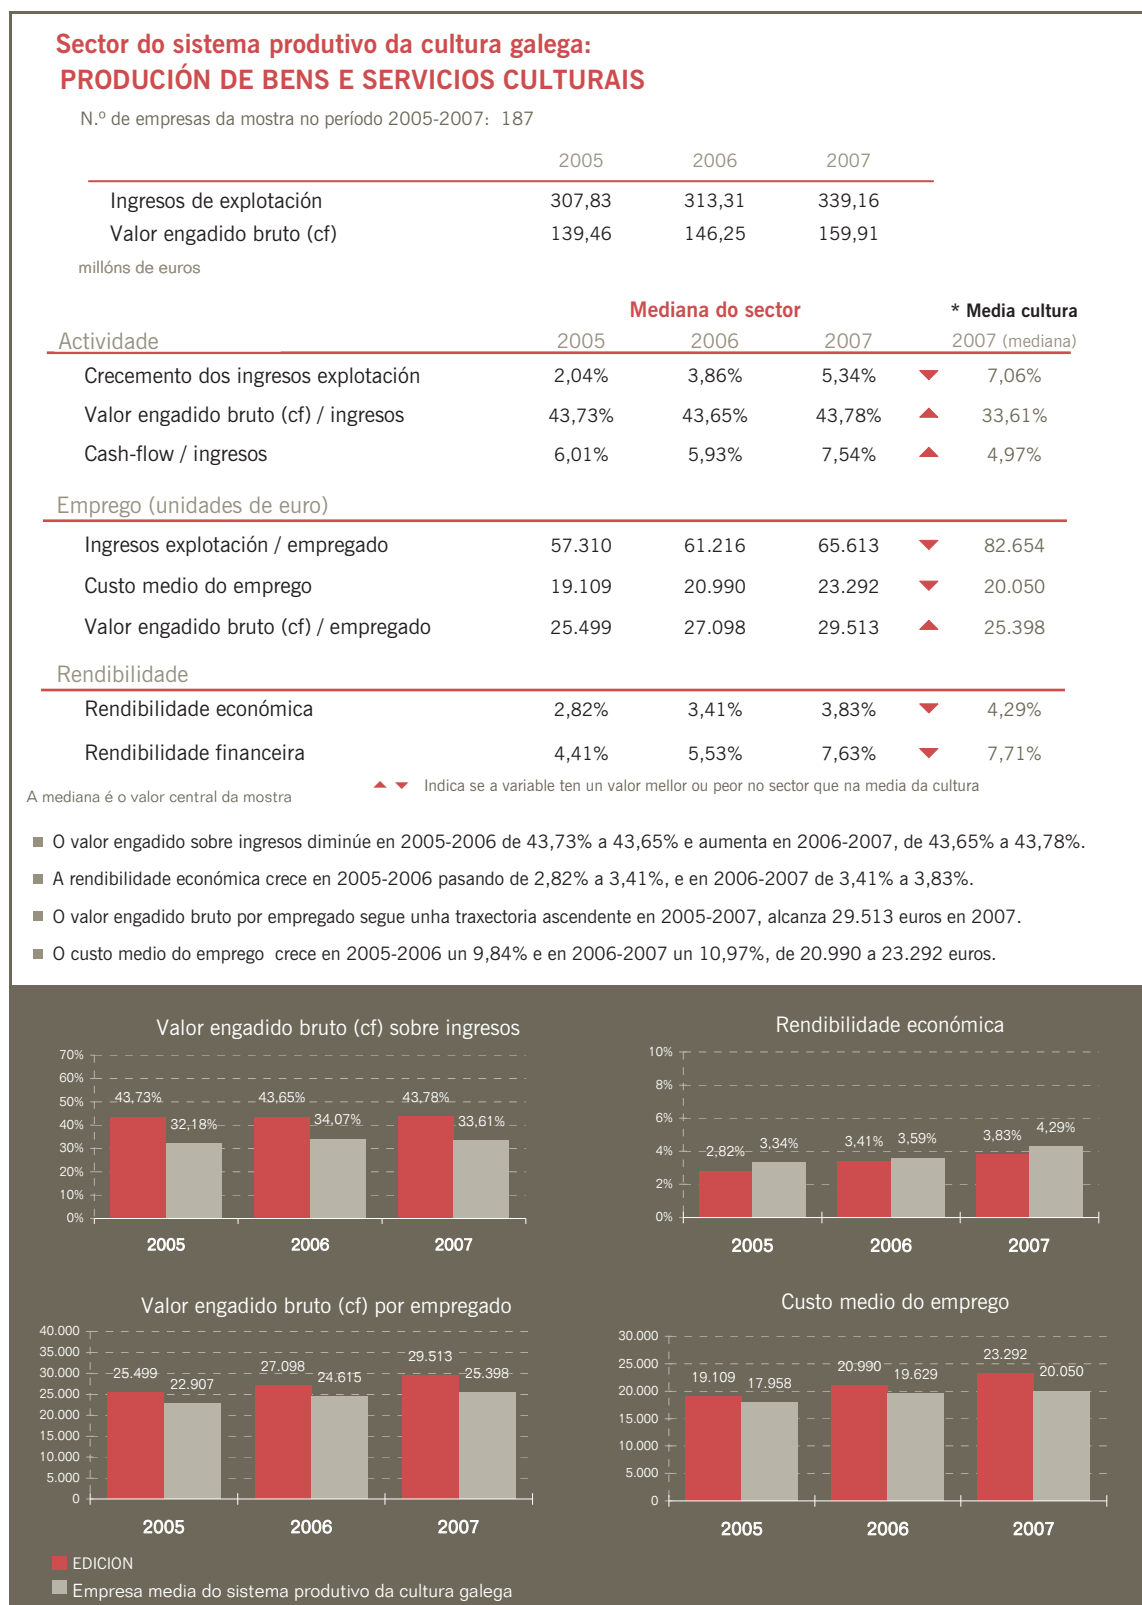 Sector do sistema produtivo da cultura galega:
PRODUCIÓN DE BENS E SERVICIOS CULTURAIS
N.º de empresas da mostra no período 2005-2007: 187
2005 2006 2007
Ingresos de explotación 307,83 313,31 339,16
Valor engadido bruto (cf) 139,46 146,25 159,91
millóns de euros
Mediana do sector * Media cultura
Actividade 2005 2006 2007 2007 (mediana)
Crecemento dos ingresos explotación 2,04% 3,86% 5,34% ▼ 7,06%
Valor engadido bruto (cf) / ingresos 43,73% 43,65% 43,78% ▲ 33,61%
Cash-flow / ingresos 6,01% 5,93% 7,54% ▲ 4,97%
Emprego (unidades de euro)
Ingresos explotación / empregado 57.310 61.216 65.613 ▼ 82.654
Custo medio do emprego 19.109 20.990 23.292 ▼ 20.050
Valor engadido bruto (cf) / empregado 25.499 27.098 29.513 ▲ 25.398
Rendibilidade
Rendibilidade económica 2,82% 3,41% 3,83% ▼ 4,29%
Rendibilidade financeira 4,41% 5,53% 7,63% ▼ 7,71%
A mediana é o valor central da mostra ▲ ▼ Indica se a variable ten un valor mellor ou peor no sector que na media da cultura
■ O valor engadido sobre ingresos diminúe en 2005-2006 de 43,73% a 43,65% e aumenta en 2006-2007, de 43,65% a 43,78%.
■ A rendibilidade económica crece en 2005-2006 pasando de 2,82% a 3,41%, e en 2006-2007 de 3,41% a 3,83%.
■ O valor engadido bruto por empregado segue unha traxectoria ascendente en 2005-2007, alcanza 29.513 euros en 2007.
■ O custo medio do emprego crece en 2005-2006 un 9,84% e en 2006-2007 un 10,97%, de 20.990 a 23.292 euros.
Valor engadido bruto (cf) sobre ingresos
70%
60%
50%
40%
30%
20%
10%
0%
43,73% 32,18% 43,65% 34,07% 43,78% 33,61%
2005 2006 2007
Rendibilidade económica
10%
8%
6%
4%
2%
0%
2,82% 3,34% 3,41% 3,59% 3,83% 4,29%
2005 2006 2007
Valor engadido bruto (cf) por empregado
40.000
35.000
30.000
25.000
20.000
15.000
10.000
5.000
0
25.499 22.907 27.098 24.615 29.513 25.398
2005 2006 2007
Custo medio do emprego
30.000
25.000
20.000
15.000
10.000
5.000
0
19.109 17.958 20.990 19.629 23.292 20.050
2005 2006 2007
EDICION
Empresa media do sistema produtivo da cultura galega